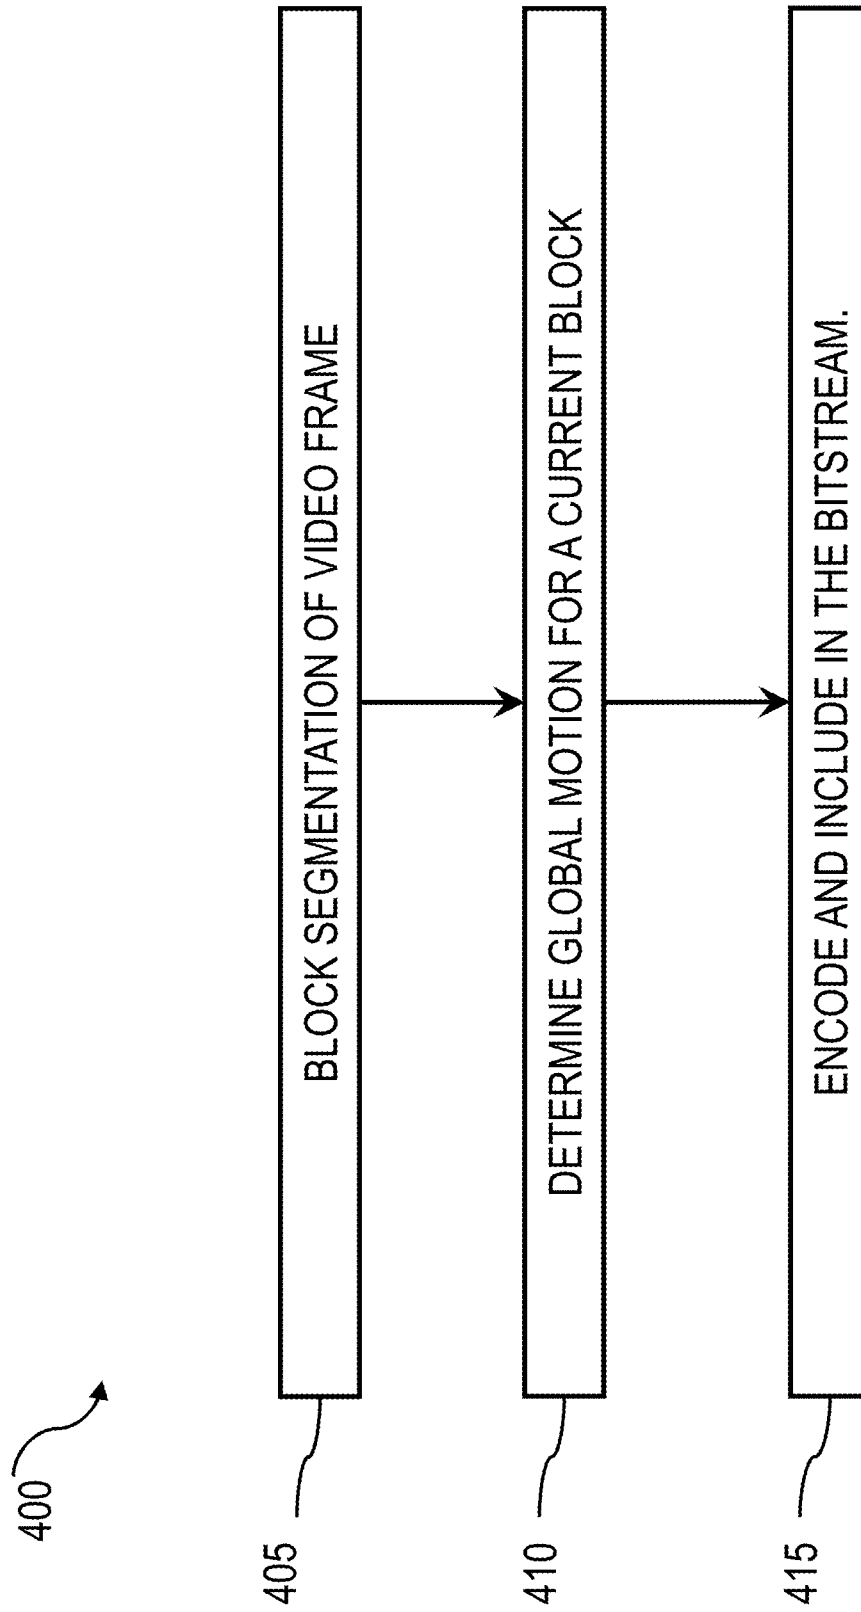 400
405
BLOCK SEGMENTATION OF VIDEO FRAME
410
DETERMINE GLOBAL MOTION FOR A CURRENT BLOCK
415
ENCODE AND INCLUDE IN THE BITSTREAM.